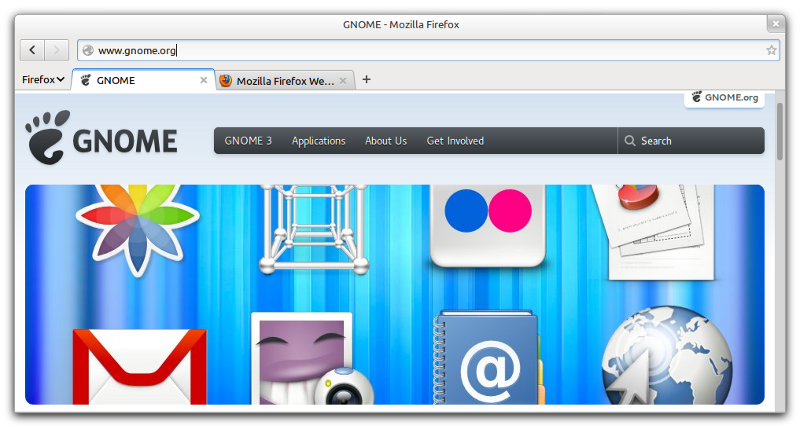 GNOME - Mozilla Firefox
www.gnome.org
Firefox
GNOME
Mozilla Firefox We...
GNOME.org
GNOME
GNOME 3 Applications About Us Get Involved Search
@